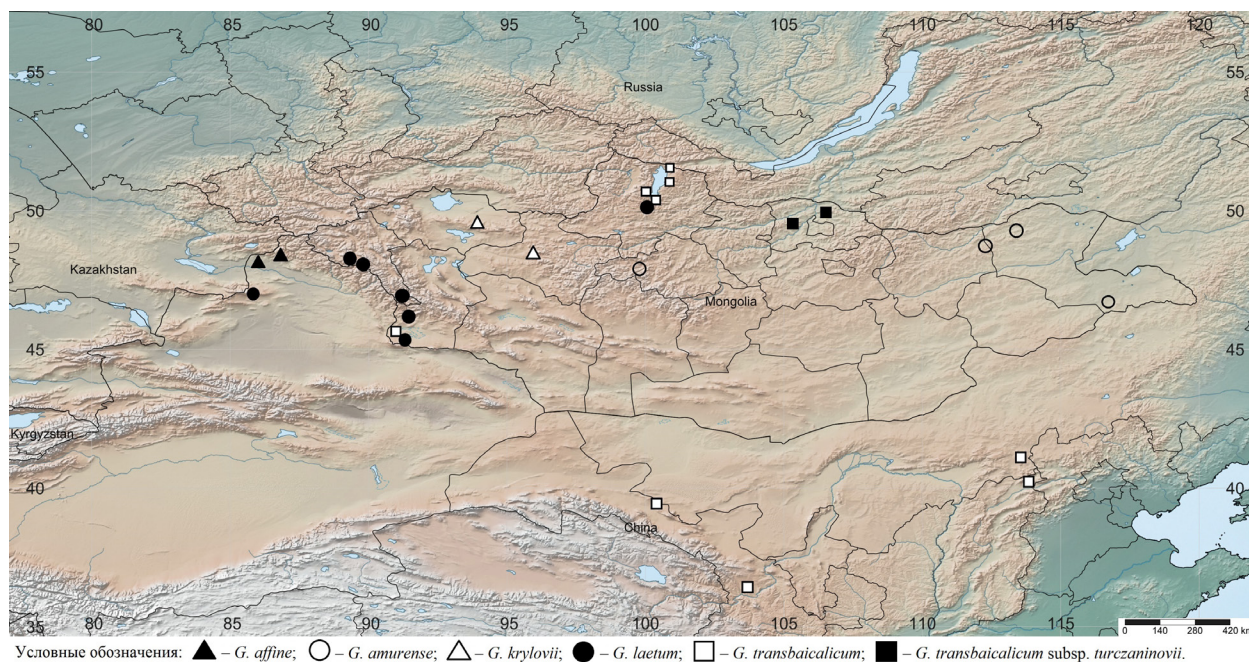 80 85 90 95 100 105 110 115 120
55 55
Russia
50 50
Kazakhstan
Mongolia
45 45
Kyrgyzstan
40 40
China
35 35
0 140 280 420 km
Условные обозначения: – G. affine; – G. amurense; – G. krylovii; – G. laetum; – G. transbaicalicum; – G. transbaicalicum subsp. turczaninovii.